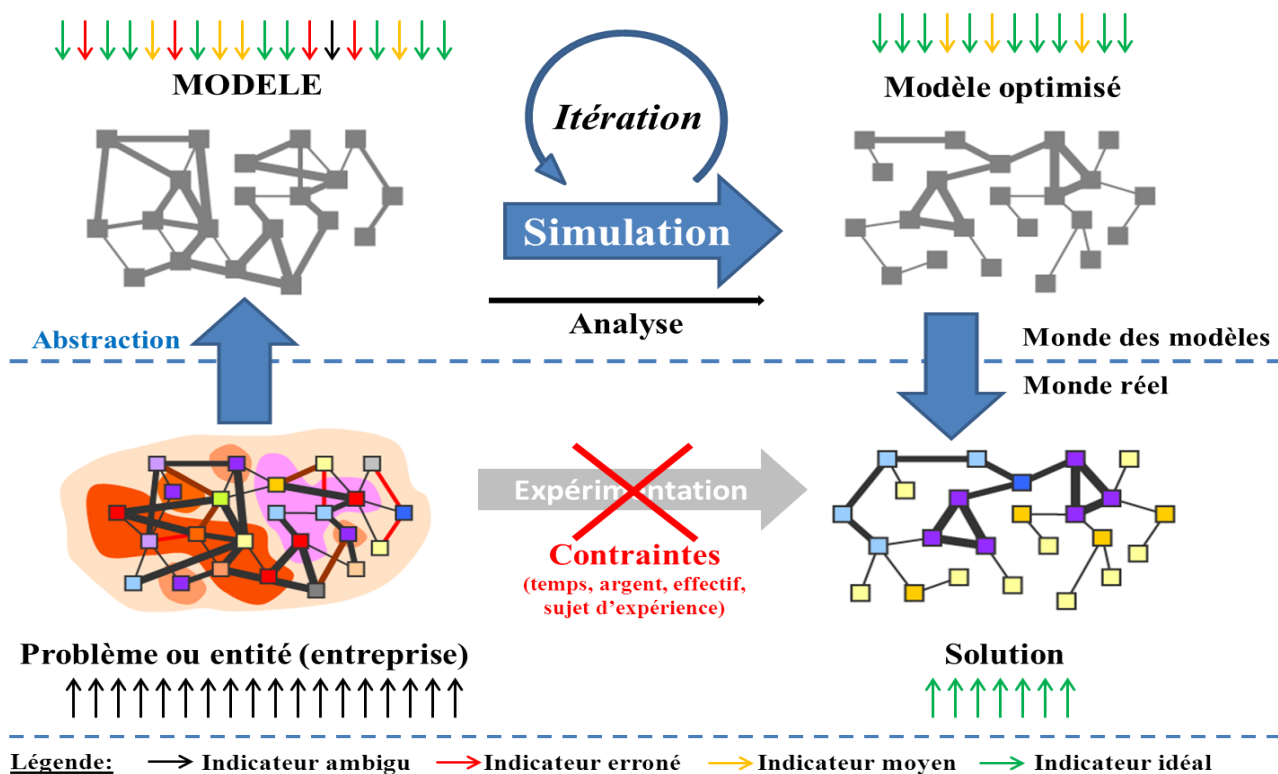 MODELE
Itération
Modèle optimisé
Simulation
Analyse
Abstraction
Monde des modèles
Monde réel
Expérimentation
Contraintes
(temps, argent, effectif,
sujet d'expérience)
Problème ou entité (entreprise)
Solution
Légende: Indicateur ambigu Indicateur erroné Indicateur moyen Indicateur idéal